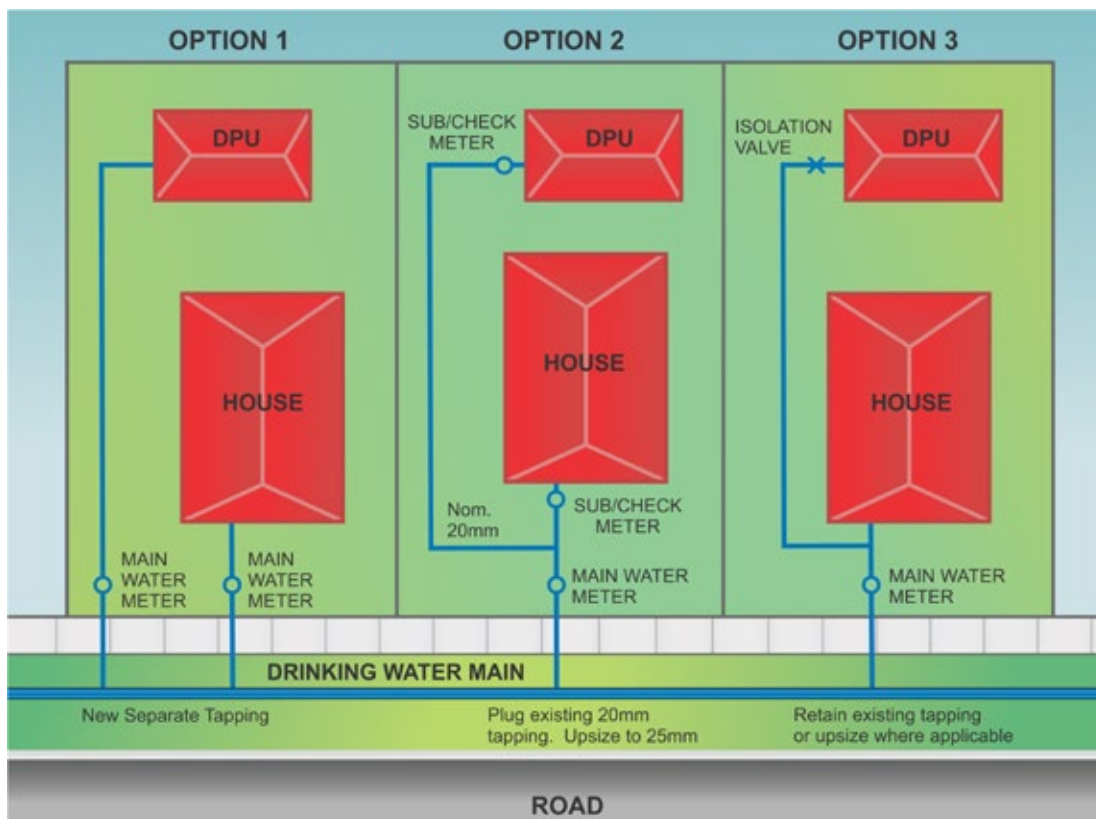 OPTION 1
OPTION 2
OPTION 3
DPU
SUB/CHECK
METER
DPU
ISOLATION
VALVE
DPU
HOUSE
HOUSE
HOUSE
Nom.
20mm
SUB/CHECK
METER
MAIN
WATER
METER
MAIN
WATER
METER
MAIN WATER
METER
MAIN WATER
METER
DRINKING WATER MAIN
New Separate Tapping
Plug existing 20mm
tapping. Upsize to 25mm
Retain existing tapping
or upsize where applicable
ROAD